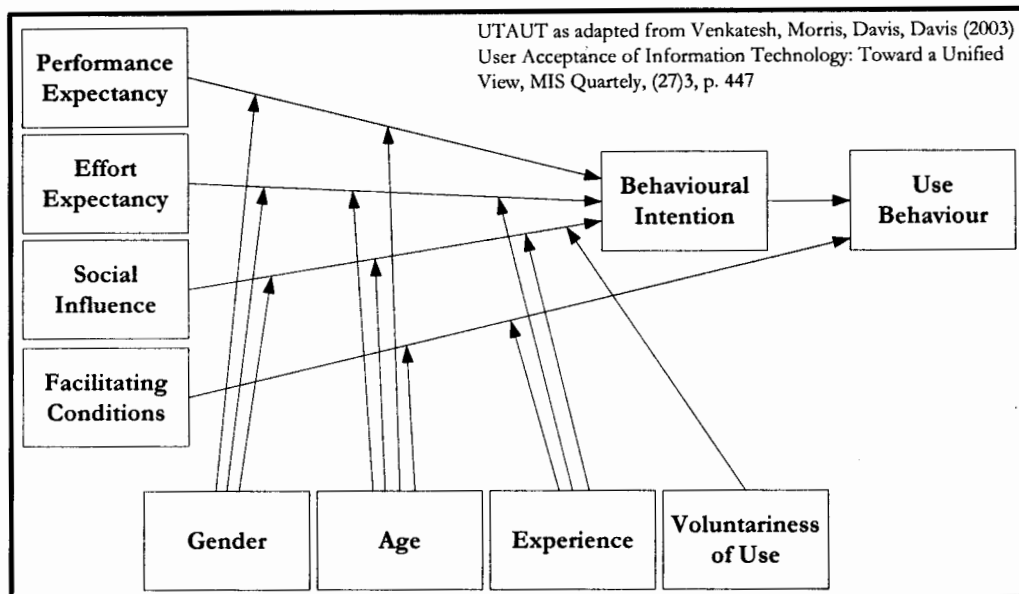 UTAUT as adapted from Venkatesh, Morris, Davis, Davis (2003)
User Acceptance of Information Technology: Toward a Unified
View, MIS Quartely, (27)3, p. 447
Performance
Expectancy
Effort
Expectancy
Social
Influence
Facilitating
Conditions
Behavioural
Intention
Use
Behaviour
Gender
Age
Experience
Voluntariness
of Use